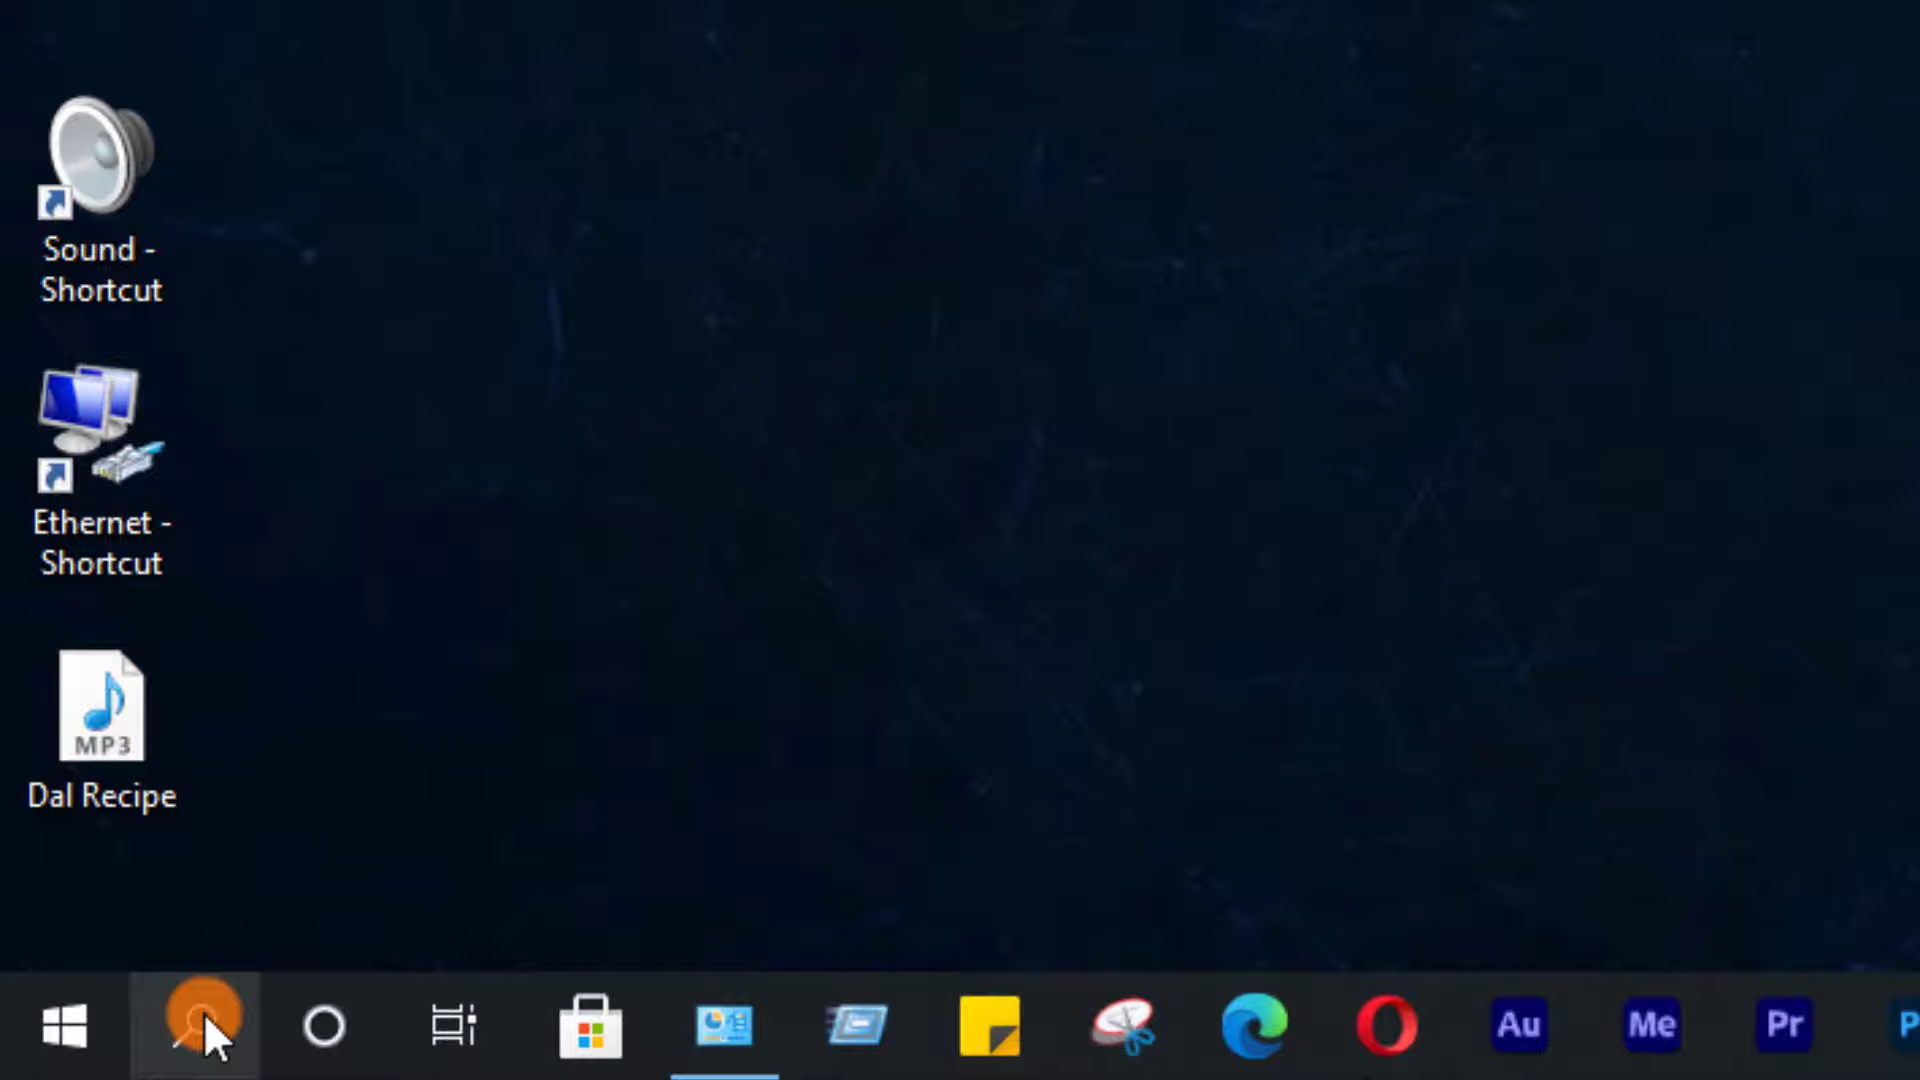 Sound -
Shortcut
Ethernet -
Shortcut
MP3
Dal Recipe
Au
Me
Pr
P